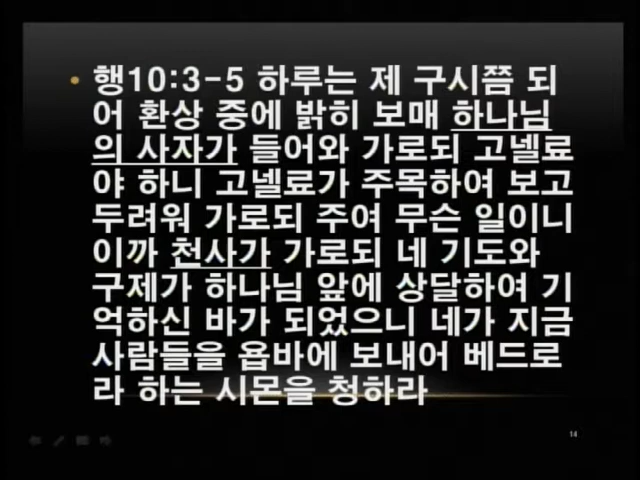 • 행10:3-5 하루는 제 구시쯤 되
어 환상 중에 밝히 보매 하나님
의 사자가 들어와 가로되 고넬료
야 하니 고넬료가 주목하여 보고
두려워 가로되 주여 무슨 일이니
이까 천사가 가로되 네 기도와
구제가 하나님 앞에 상달하여 기
억하신 바가 되었으니 네가 지금
사람들을 욥바에 보내어 베드로
라 하는 시몬을 청하라
14